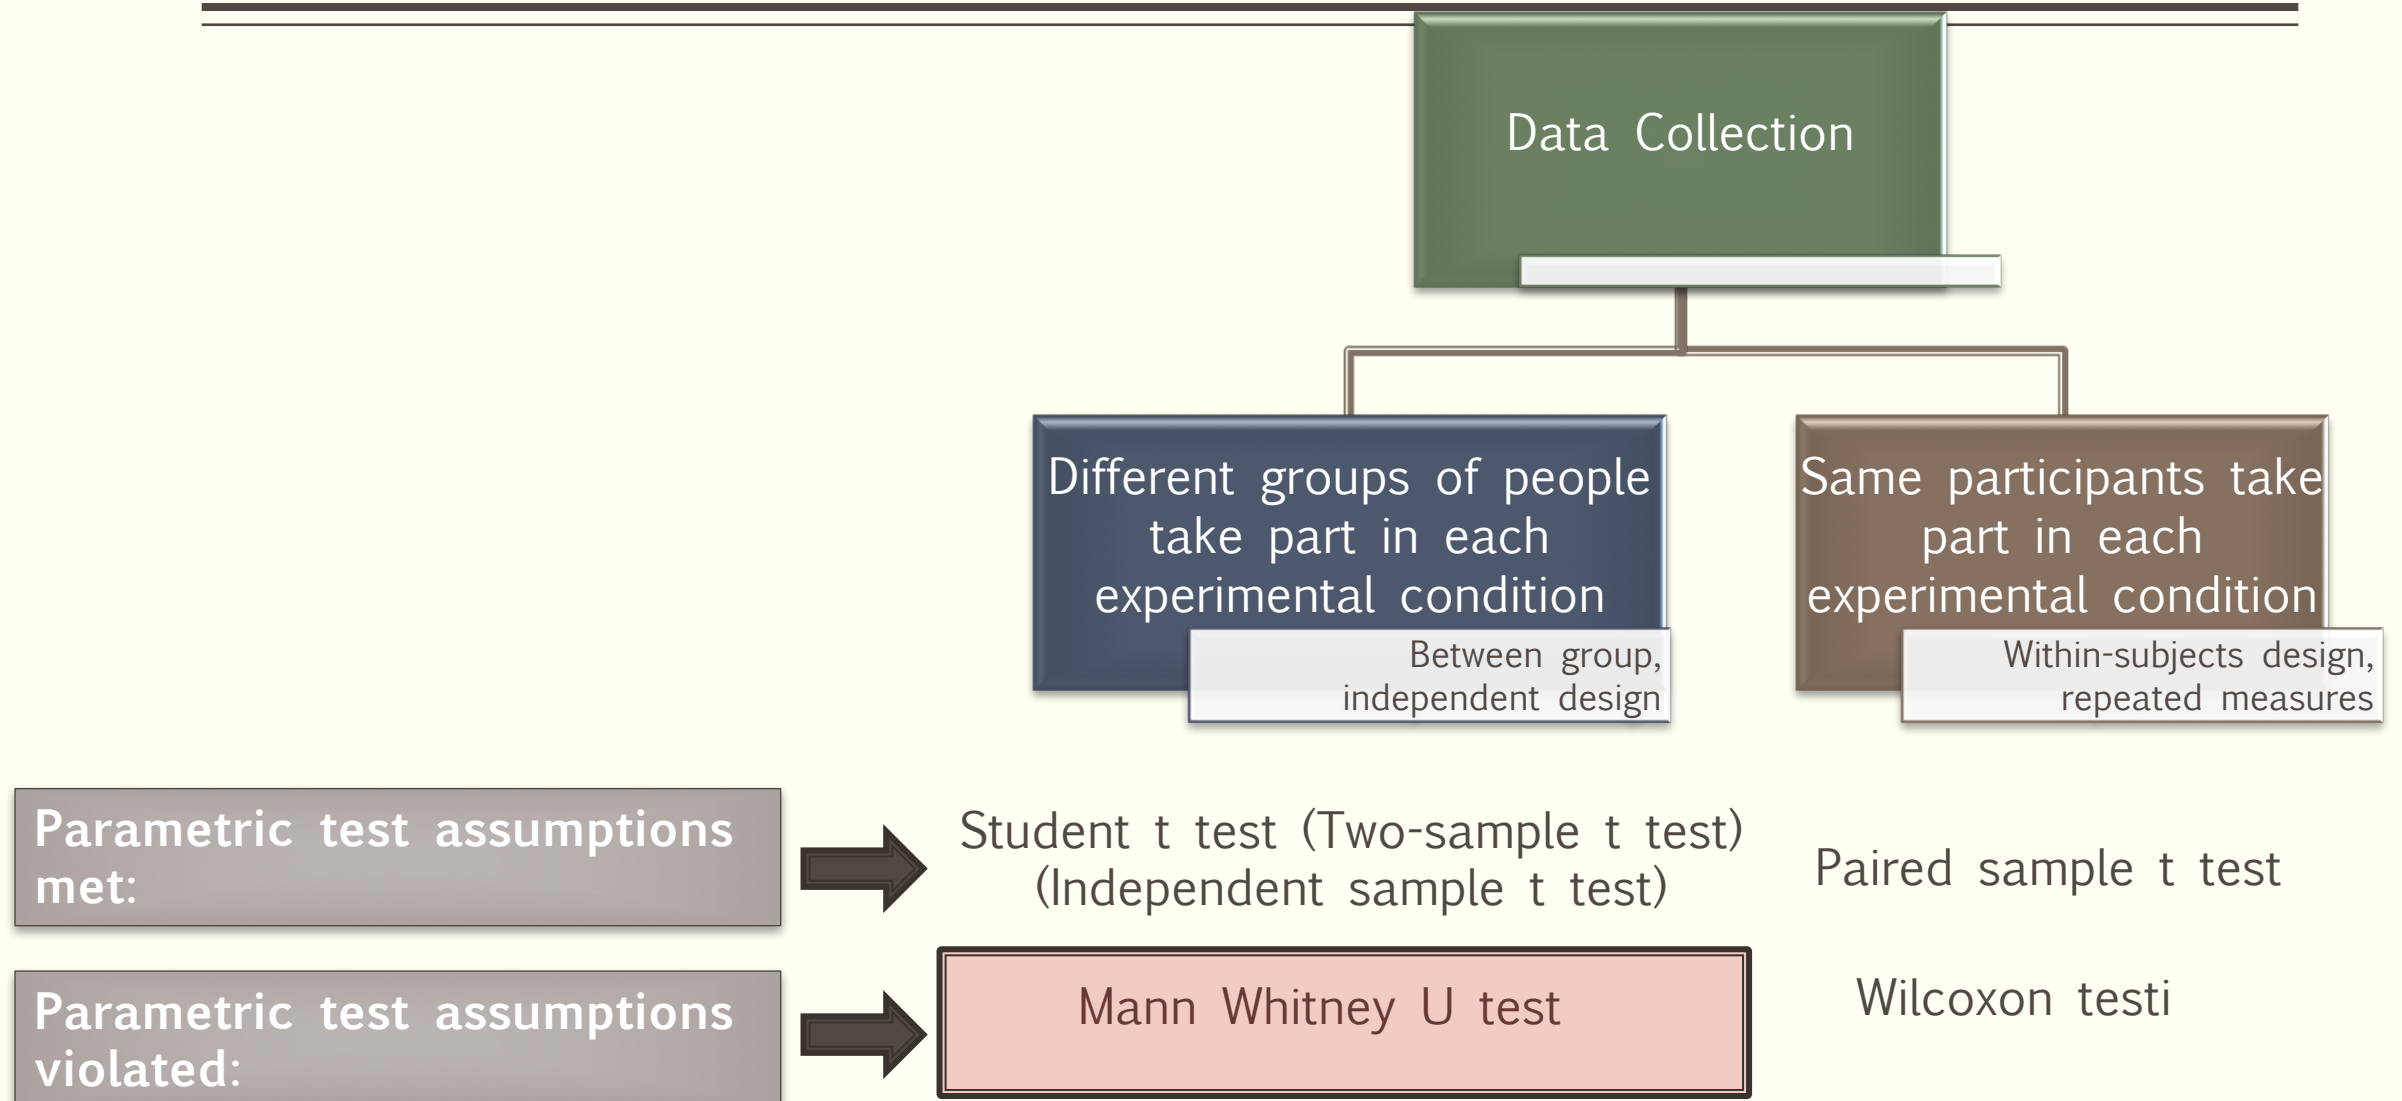 Data Collection
Different groups of people
take part in each
experimental condition
Between group,
independent design
Same participants take
part in each
experimental condition
Within-subjects design,
repeated measures
Parametric test assumptions
met:
Student t test (Two-sample t test)
(Independent sample t test)
Paired sample t test
Parametric test assumptions
violated:
Mann Whitney U test
Wilcoxon testi